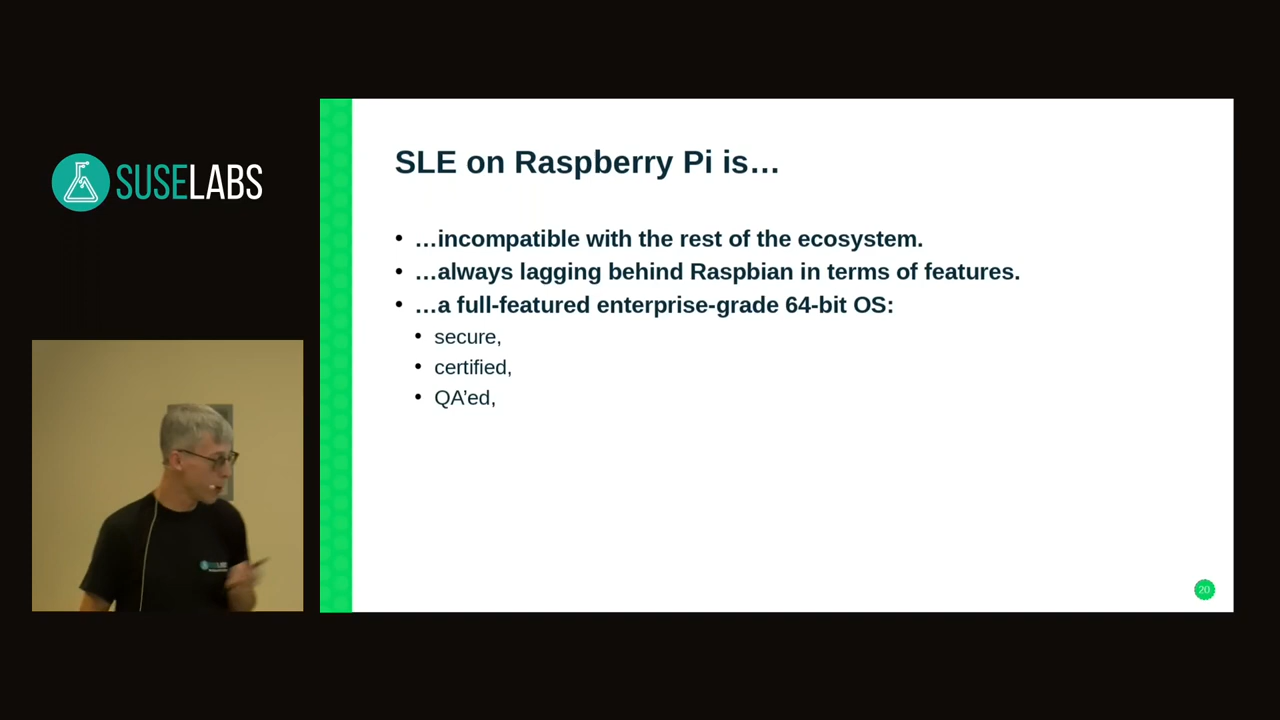 SUSELABS
SLE on Raspberry Pi is…
• …incompatible with the rest of the ecosystem.
• …always lagging behind Raspbian in terms of features.
• …a full-featured enterprise-grade 64-bit OS:
• secure,
• certified,
• QA’ed,
20